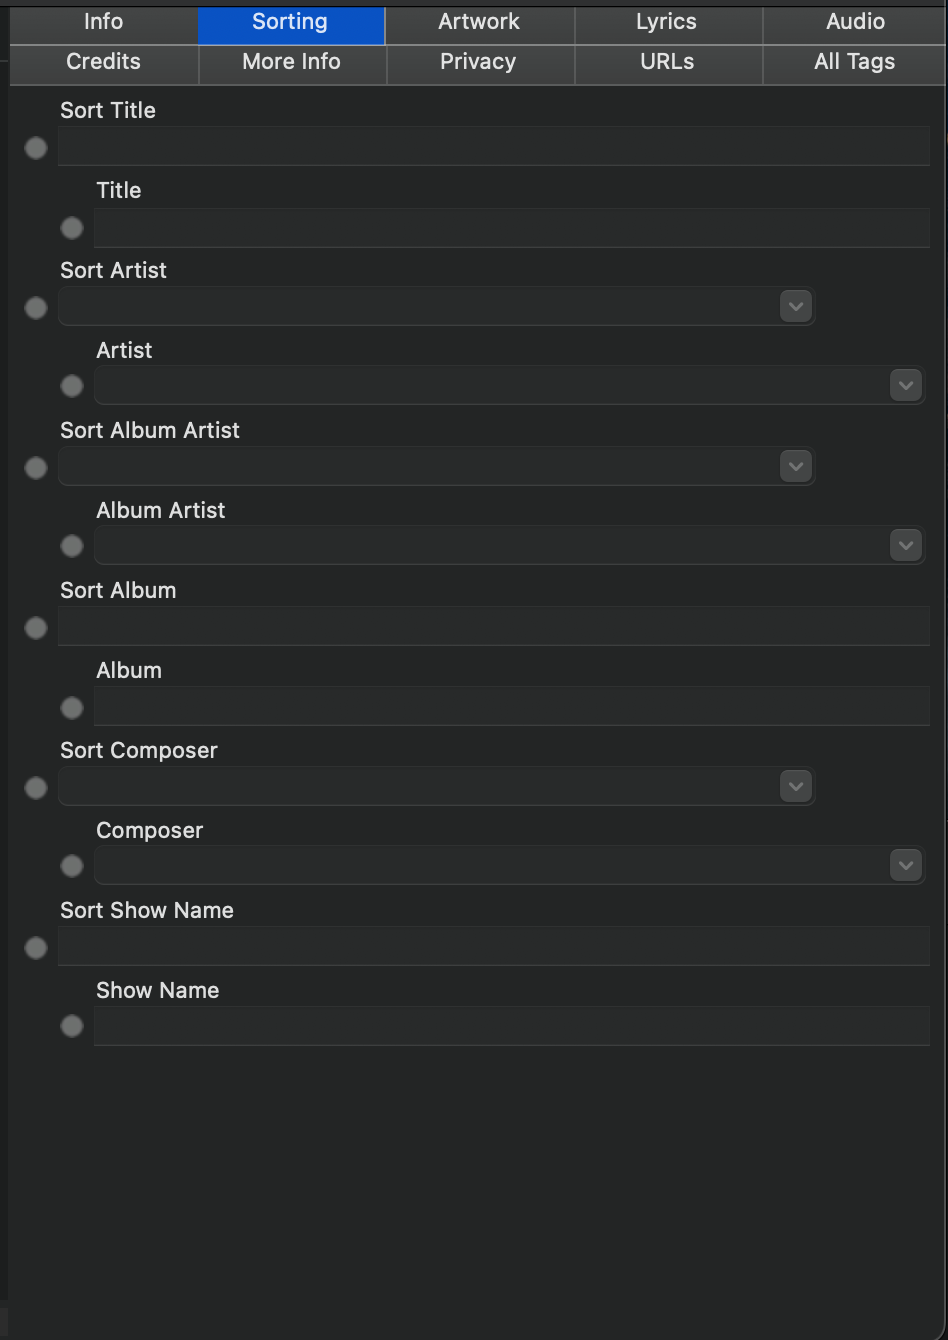 Info Sorting Artwork Lyrics Audio
Credits More Info Privacy URLs All Tags
Sort Title
Title
Sort Artist
Artist
Sort Album Artist
Album Artist
Sort Album
Album
Sort Composer
Composer
Sort Show Name
Show Name